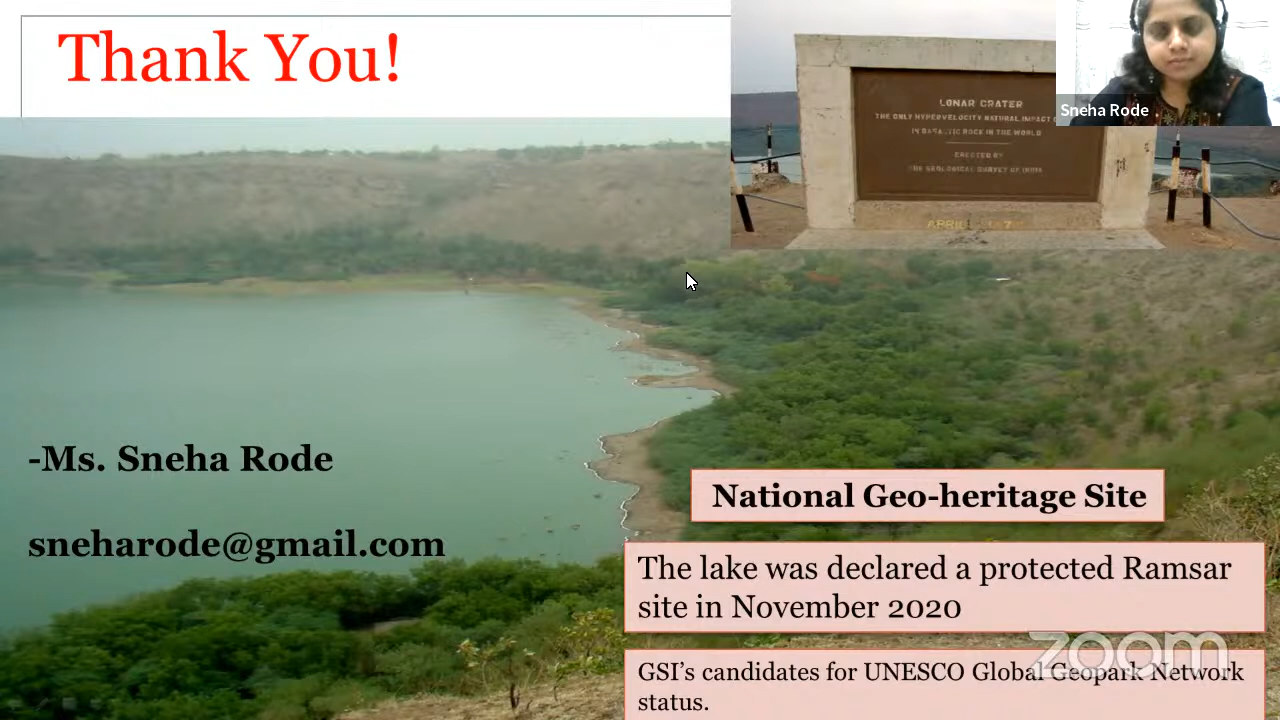 Thank You!
LONAR CRATER
THE ONLY HYPERVELOCITY NATURAL IMPACT
IN BASALTIC ROCK IN THE WORLD
ERECTED BY
THE GEOLOGICAL SURVEY OF INDIA
APRIL
Sneha Rode
-Ms. Sneha Rode
sneharode@gmail.com
National Geo-heritage Site
The lake was declared a protected Ramsar
site in November 2020
zoom
GSI's candidates for UNESCO Global Geopark Network
status.